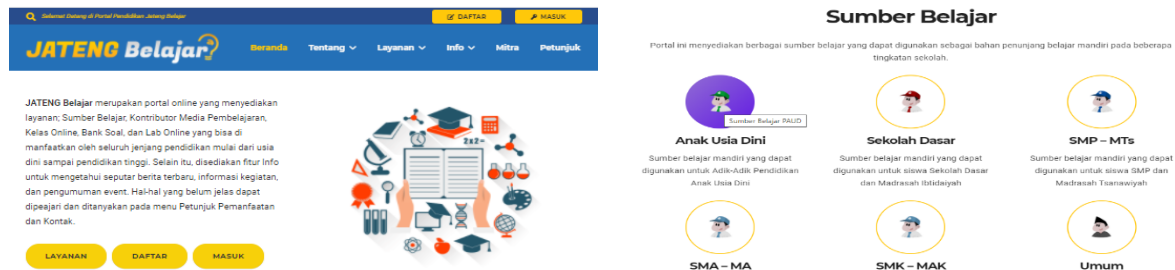 Selamat Datang di Portal Pendidikan Jateng Belajar
DAFTAR
MASUK
JATENG Belajar
Beranda Tentang Layanan Info Mitra Petunjuk
JATENG Belajar merupakan portal online yang menyediakan
layanan; Sumber Belajar, Kontributor Media Pembelajaran,
Kelas Online, Bank Soal, dan Lab Online yang bisa di
manfaatkan oleh seluruh jenjang pendidikan mulai dari usia
dini sampai pendidikan tinggi. Selain itu, disediakan fitur Info
untuk mengetahui seputar berita terbaru, informasi kegiatan,
dan pengumuman event. Hal-hal yang belum jelas dapat
dipeajari dan ditanyakan pada menu Petunjuk Pemanfaatan
dan Kontak.
LAYANAN DAFTAR MASUK
2x2=
Sumber Belajar
Portal ini menyediakan berbagai sumber belajar yang dapat digunakan sebagai bahan penunjang belajar mandiri pada beberapa
tingkatan sekolah.
Sumber Belajar PAUD
Anak Usia Dini
Sumber belajar mandiri yang dapat
digunakan untuk Adik-Adik Pendidikan
Anak Usia Dini
Sekolah Dasar
Sumber belajar mandiri yang dapat
digunakan untuk siswa Sekolah Dasar
dan Madrasah Ibtidaiyah
SMP – MTs
Sumber belajar mandiri yang dapat
digunakan untuk siswa SMP dan
Madrasah Tsanawiyah
SMA – MA
SMK – MAK
Umum